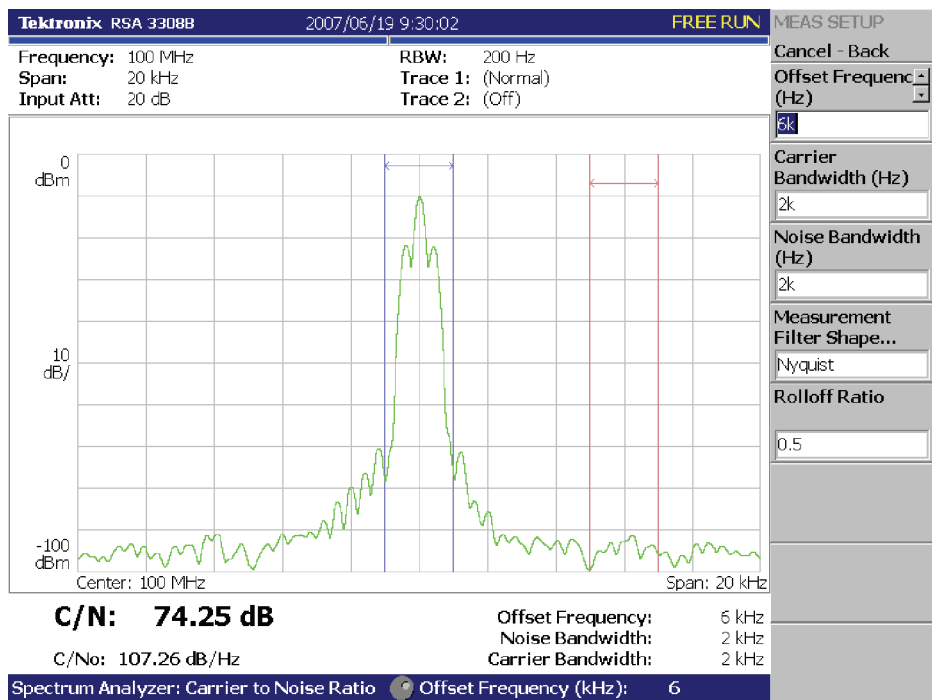 Tektronix RSA 3308B 2007/06/19 9:30:02 FREE RUN
Frequency: 100 MHz RBW: 200 Hz
Span: 20 kHz Trace 1: (Normal)
Input Att: 20 dB Trace 2: (Off)
0
dBm
10
dB/
-100
dBm
Center: 100 MHz Span: 20 kHz
C/N: 74.25 dB
C/No: 107.26 dB/Hz
Offset Frequency: 6 kHz
Noise Bandwidth: 2 kHz
Carrier Bandwidth: 2 kHz
Spectrum Analyzer: Carrier to Noise Ratio Offset Frequency (kHz): 6
MEAS SETUP
Cancel - Back
Offset Frequenc
(Hz)
6k
Carrier
Bandwidth (Hz)
2k
Noise Bandwidth
(Hz)
2k
Measurement
Filter Shape...
Nyquist
Rolloff Ratio
0.5